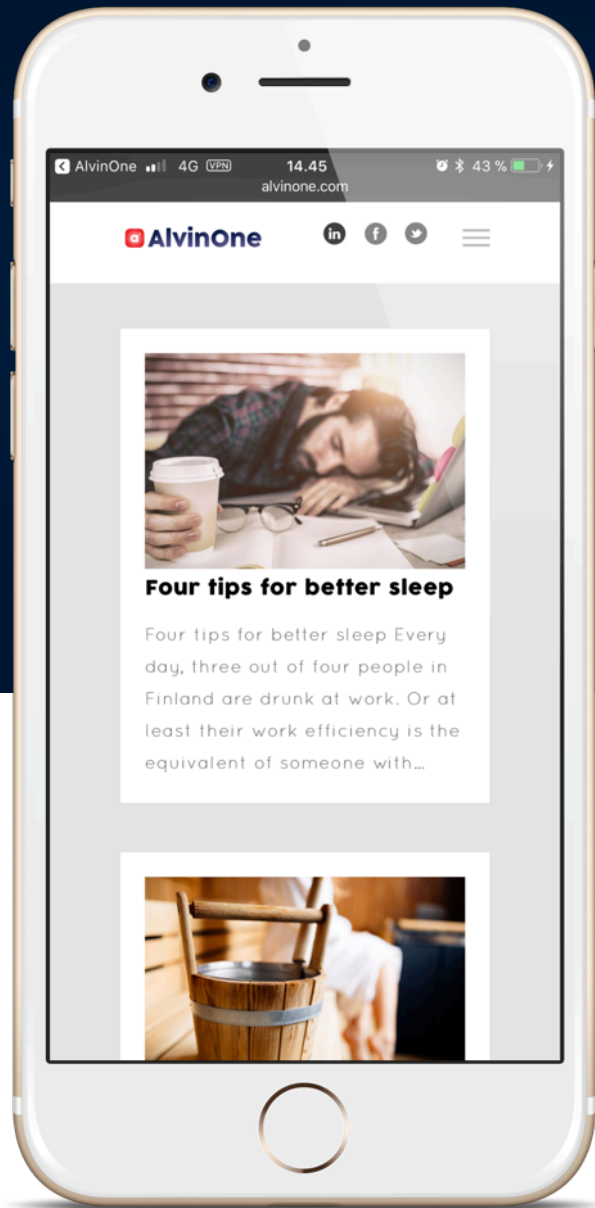 AlvinOne 4G VPN 14.45 43 %
alvinone.com
a AlvinOne in f
Four tips for better sleep
Four tips for better sleep Every
day, three out of four people in
Finland are drunk at work. Or at
least their work efficiency is the
equivalent of someone with...